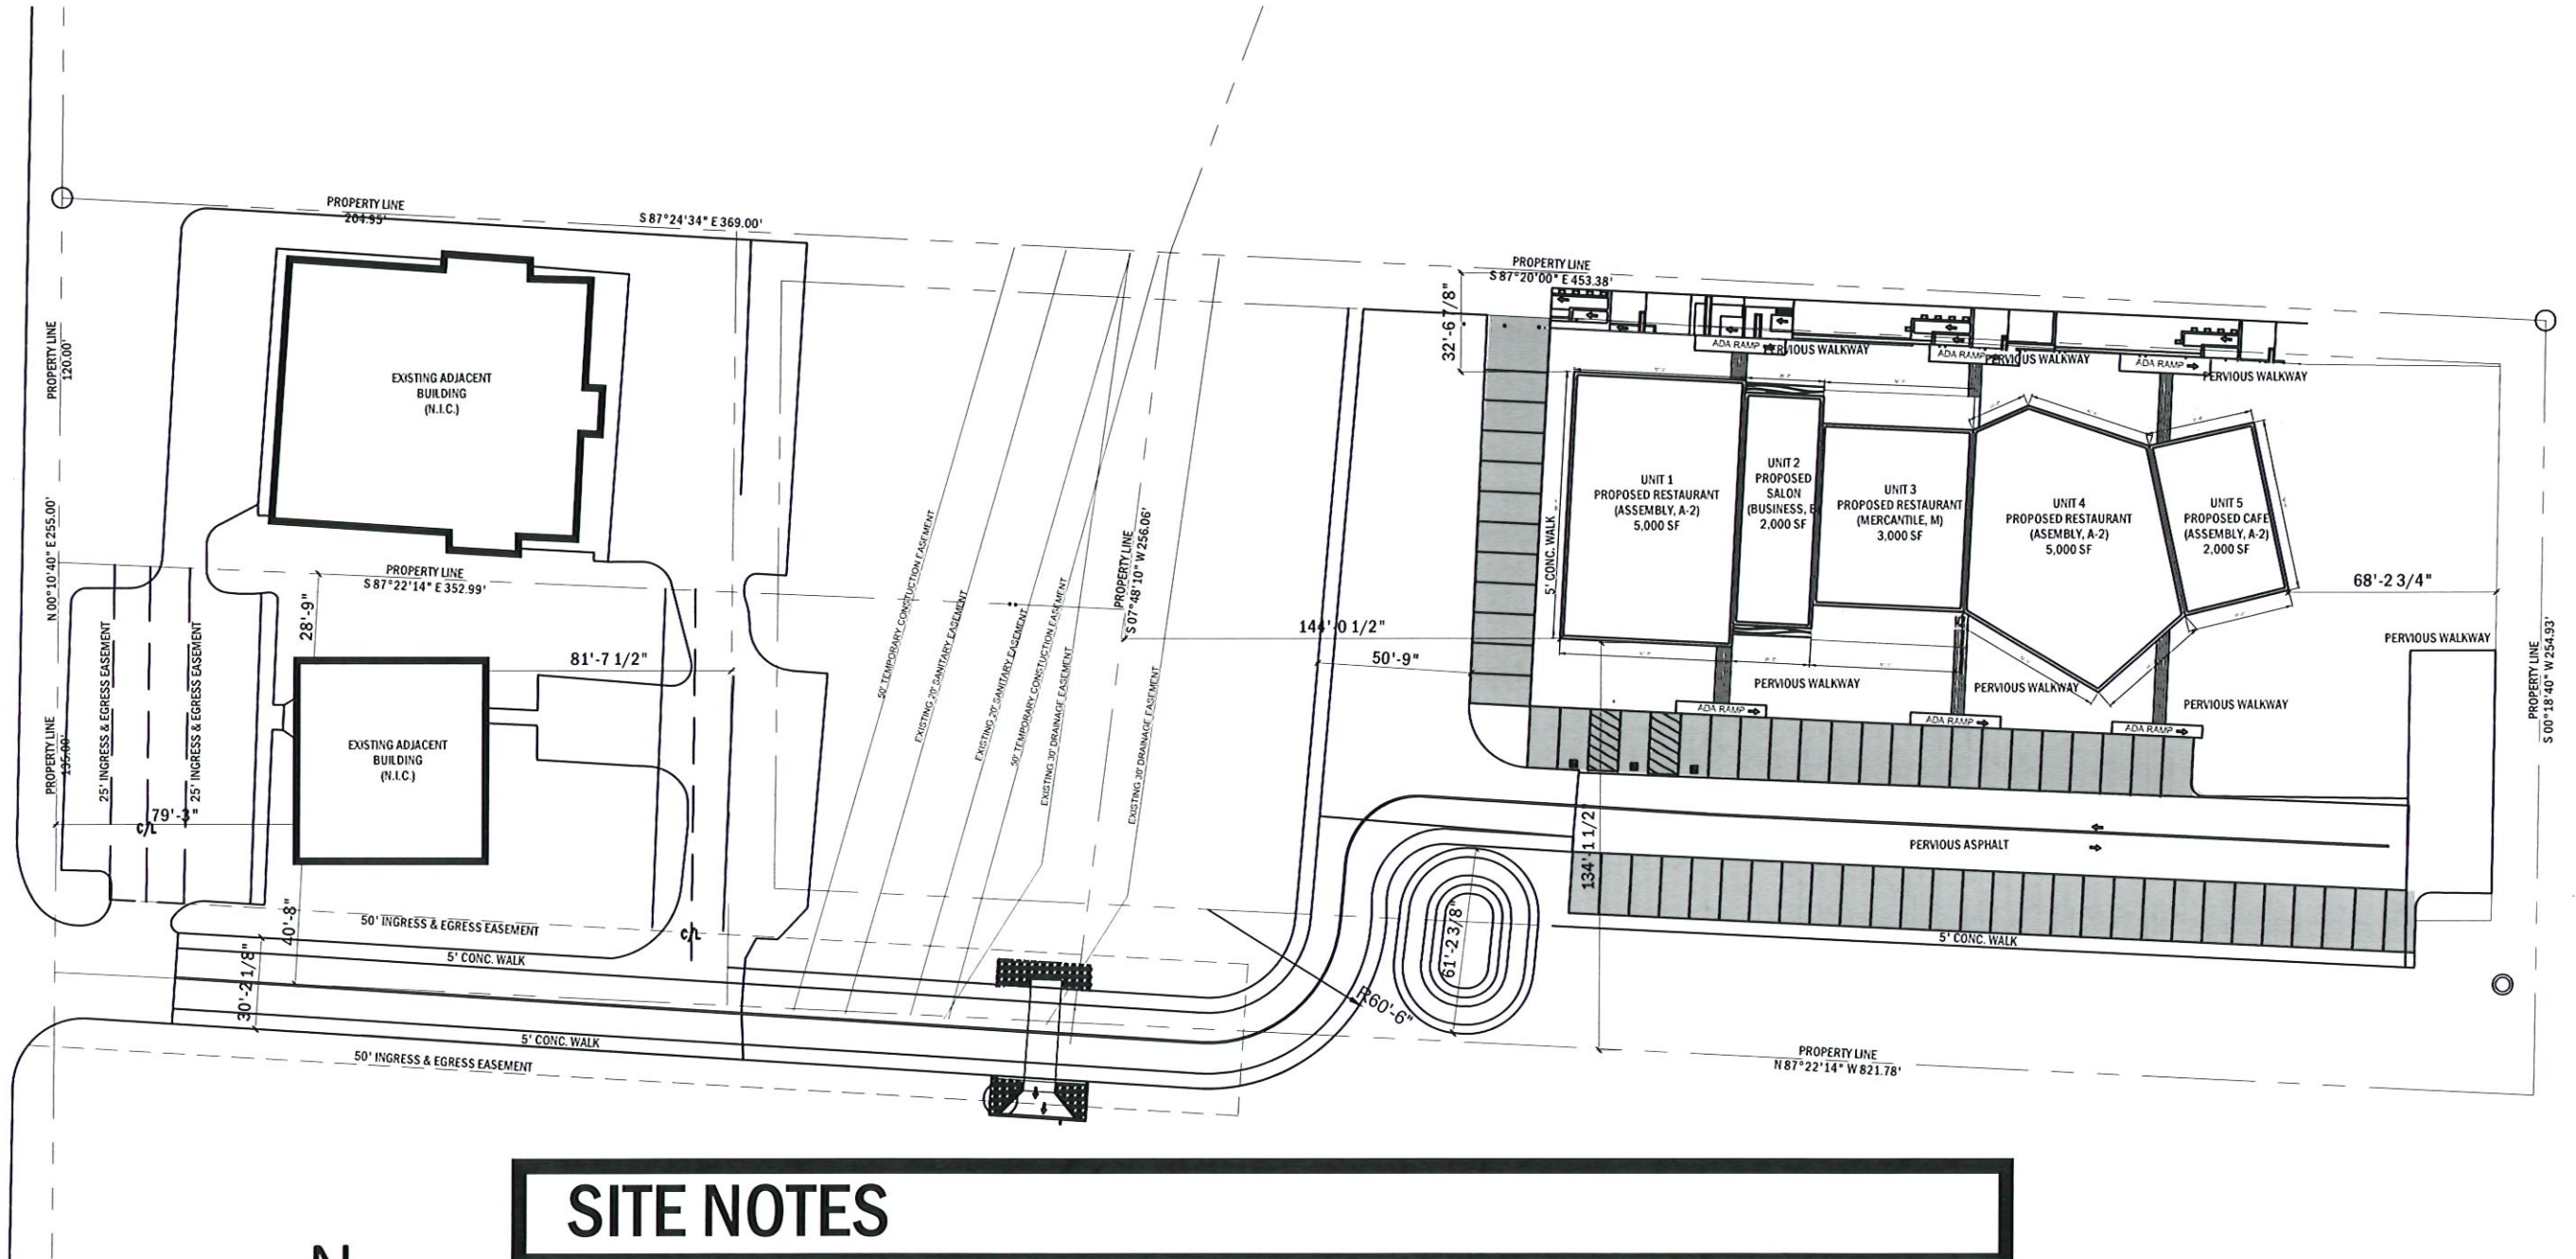 PROPERTY LINE
204.95'
S 87°24'34" E 369.00'
PROPERTY LINE
S 87°20'00" E 453.38'
32'-6 7/8"
PROPERTY LINE
120.00'
N 00°10'40" E 255.00'
PROPERTY LINE
135.00'
EXISTING ADJACENT
BUILDING
(N.I.C.)
PROPERTY LINE
S 87°22'14" E 352.99'
28'-9"
81'-7 1/2"
25' INGRESS & EGRESS EASEMENT
25' INGRESS & EGRESS EASEMENT
EXISTING ADJACENT
BUILDING
(N.I.C.)
79'-3"
C/L
40'-8"
30'-2 1/8"
50' INGRESS & EGRESS EASEMENT
5' CONC. WALK
C/L
5' CONC. WALK
50' INGRESS & EGRESS EASEMENT
50' TEMPORARY CONSTUCTION EASEMENT
EXISTING 20' SANITARY EASEMENT
EXISTING 20' SANITARY EASEMENT
50' TEMPORARY CONSTUCTION EASEMENT
EXISTING 30' DRAINAGE EASEMENT
EXISTING 30' DRAINAGE EASEMENT
PROPERTY LINE
S 07°48'10" W 256.06'
144'-0 1/2"
50'-9"
R60'-6"
61'-2 3/8"
134'-1 1/2"
5' CONC. WALK
ADA RAMP
PERVIOUS WALKWAY
ADA RAMP
PERVIOUS WALKWAY
ADA RAMP
PERVIOUS WALKWAY
UNIT 1
PROPOSED RESTAURANT
(ASSEMBLY, A-2)
5,000 SF
UNIT 2
PROPOSED
SALON
(BUSINESS, B
2,000 SF
UNIT 3
PROPOSED RESTAURANT
(MERCANTILE, M)
3,000 SF
UNIT 4
PROPOSED RESTAURANT
(ASEMBLY, A-2)
5,000 SF
UNIT 5
PROPOSED CAFE
(ASSEMBLY, A-2)
2,000 SF
68'-2 3/4"
PERVIOUS WALKWAY
PERVIOUS WALKWAY
PERVIOUS WALKWAY
PERVIOUS WALKWAY
ADA RAMP
ADA RAMP
ADA RAMP
PERVIOUS ASPHALT
5' CONC. WALK
PROPERTY LINE
S 00°18'40" W 254.93'
PROPERTY LINE
N 87°22'14" W 821.78'
SITE NOTES
N